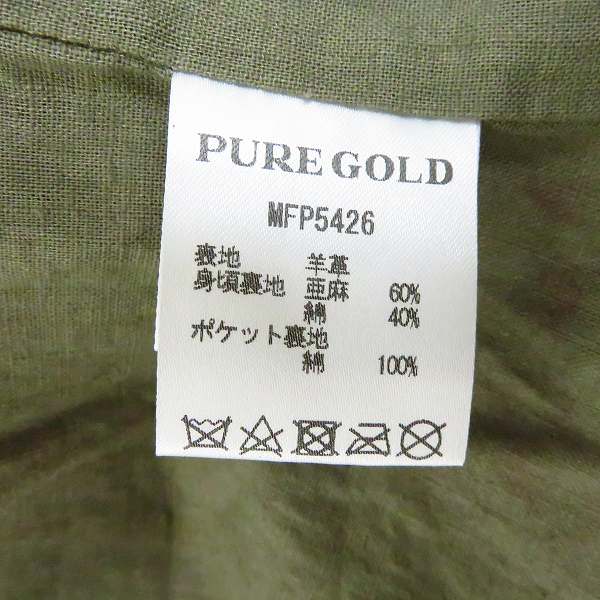 PURE GOLD
MFP5426
表地 羊革
身頃裏地 亜麻 60%
綿 40%
ポケット裏地
綿 100%